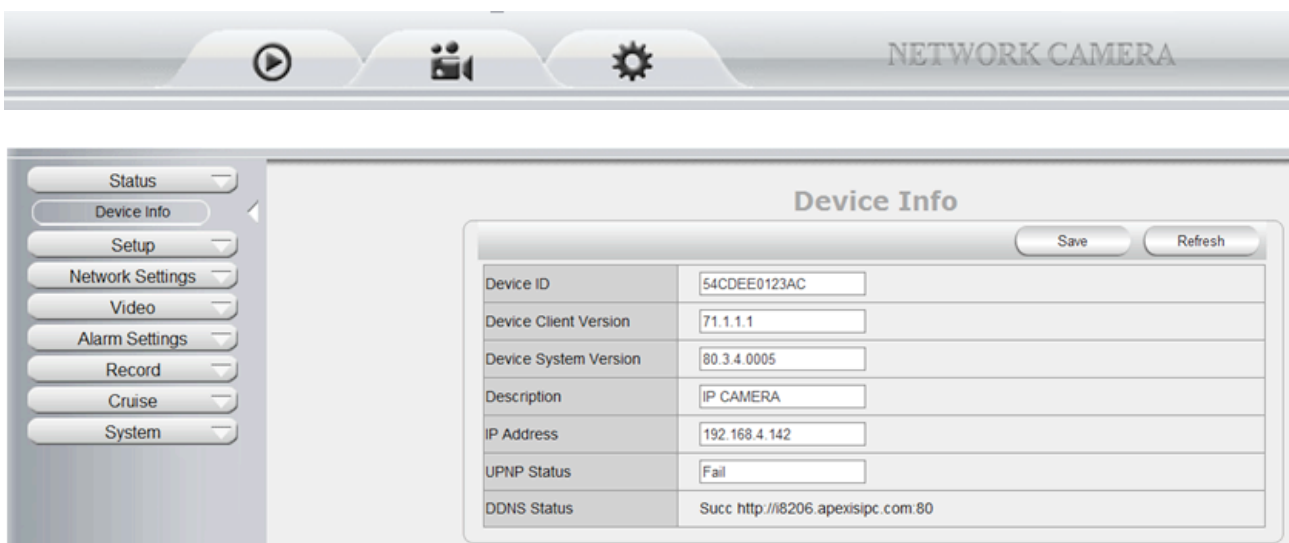 NETWORK CAMERA
Status
Device Info
Setup
Network Settings
Video
Alarm Settings
Record
Cruise
System
Device Info
Save Refresh
Device ID 54CDEE0123AC
Device Client Version 71.1.1.1
Device System Version 80.3.4.0005
Description IP CAMERA
IP Address 192.168.4.142
UPNP Status Fail
DDNS Status Succ http://i8206.apexisipc.com:80